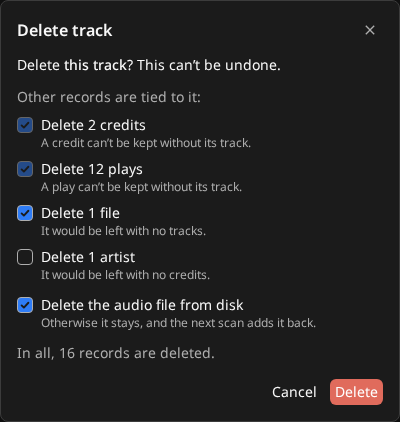 Delete track
Delete this track? This can’t be undone.
Other records are tied to it:
Delete 2 credits
A credit can’t be kept without its track.
Delete 12 plays
A play can’t be kept without its track.
Delete 1 file
It would be left with no tracks.
Delete 1 artist
It would be left with no credits.
Delete the audio file from disk
Otherwise it stays, and the next scan adds it back.
In all, 16 records are deleted.
Cancel Delete